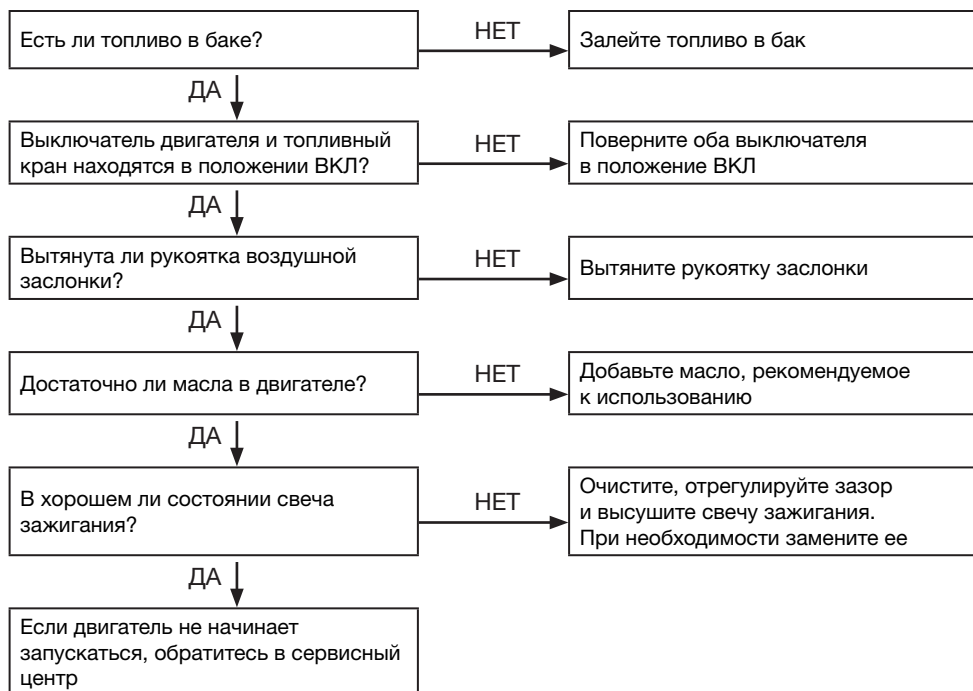 Есть ли топливо в баке?
НЕТ
Залейте топливо в бак
ДА
Выключатель двигателя и топливный
кран находятся в положении ВКЛ?
НЕТ
Поверните оба выключателя
в положение ВКЛ
ДА
Вытянута ли рукоятка воздушной
заслонки?
НЕТ
Вытяните рукоятку заслонки
ДА
Достаточно ли масла в двигателе?
НЕТ
Добавьте масло, рекомендуемое
к использованию
ДА
В хорошем ли состоянии свеча
зажигания?
НЕТ
Очистите, отрегулируйте зазор
и высушите свечу зажигания.
При необходимости замените ее
ДА
Если двигатель не начинает
запускаться, обратитесь в сервисный
центр